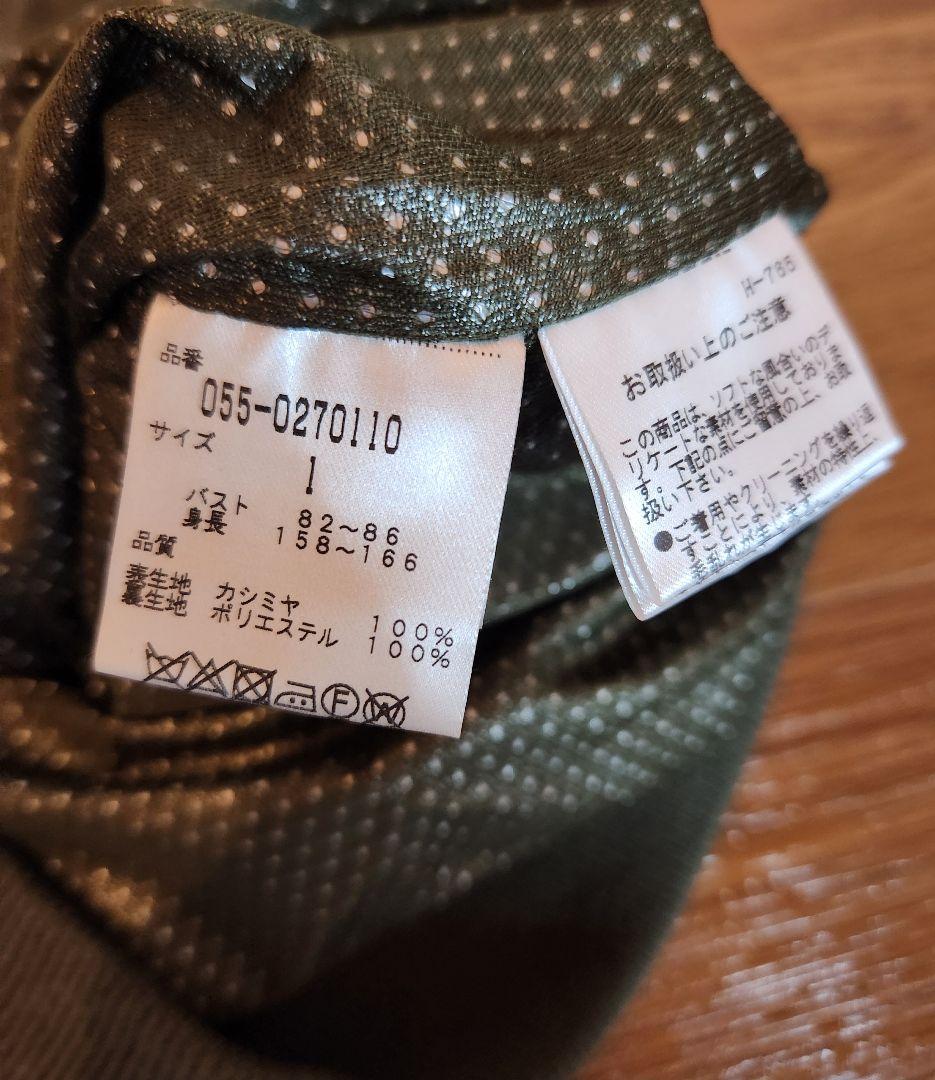 品番
055-0270110
サイズ
1
バスト 82～86
身長 158～166
品質
表生地 カシミヤ 100%
裏生地 ポリエステル 100%
F
W
H-765
お取扱い上のご注意
この商品は、ソフトな風合いのデ
リケートな素材を使用しておりま
す。下記の点にご留意の上、お取
扱い下さい。
●ご着用やクリーニングを繰り返
すことにより、素材の特性上